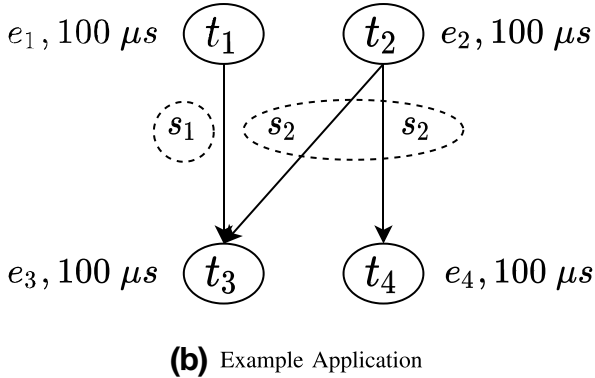 e₁, 100 μs t₁ t₂ e₂, 100 μs
s₁ s₂ s₂
e₃, 100 μs t₃ t₄ e₄, 100 μs
(b) Example Application